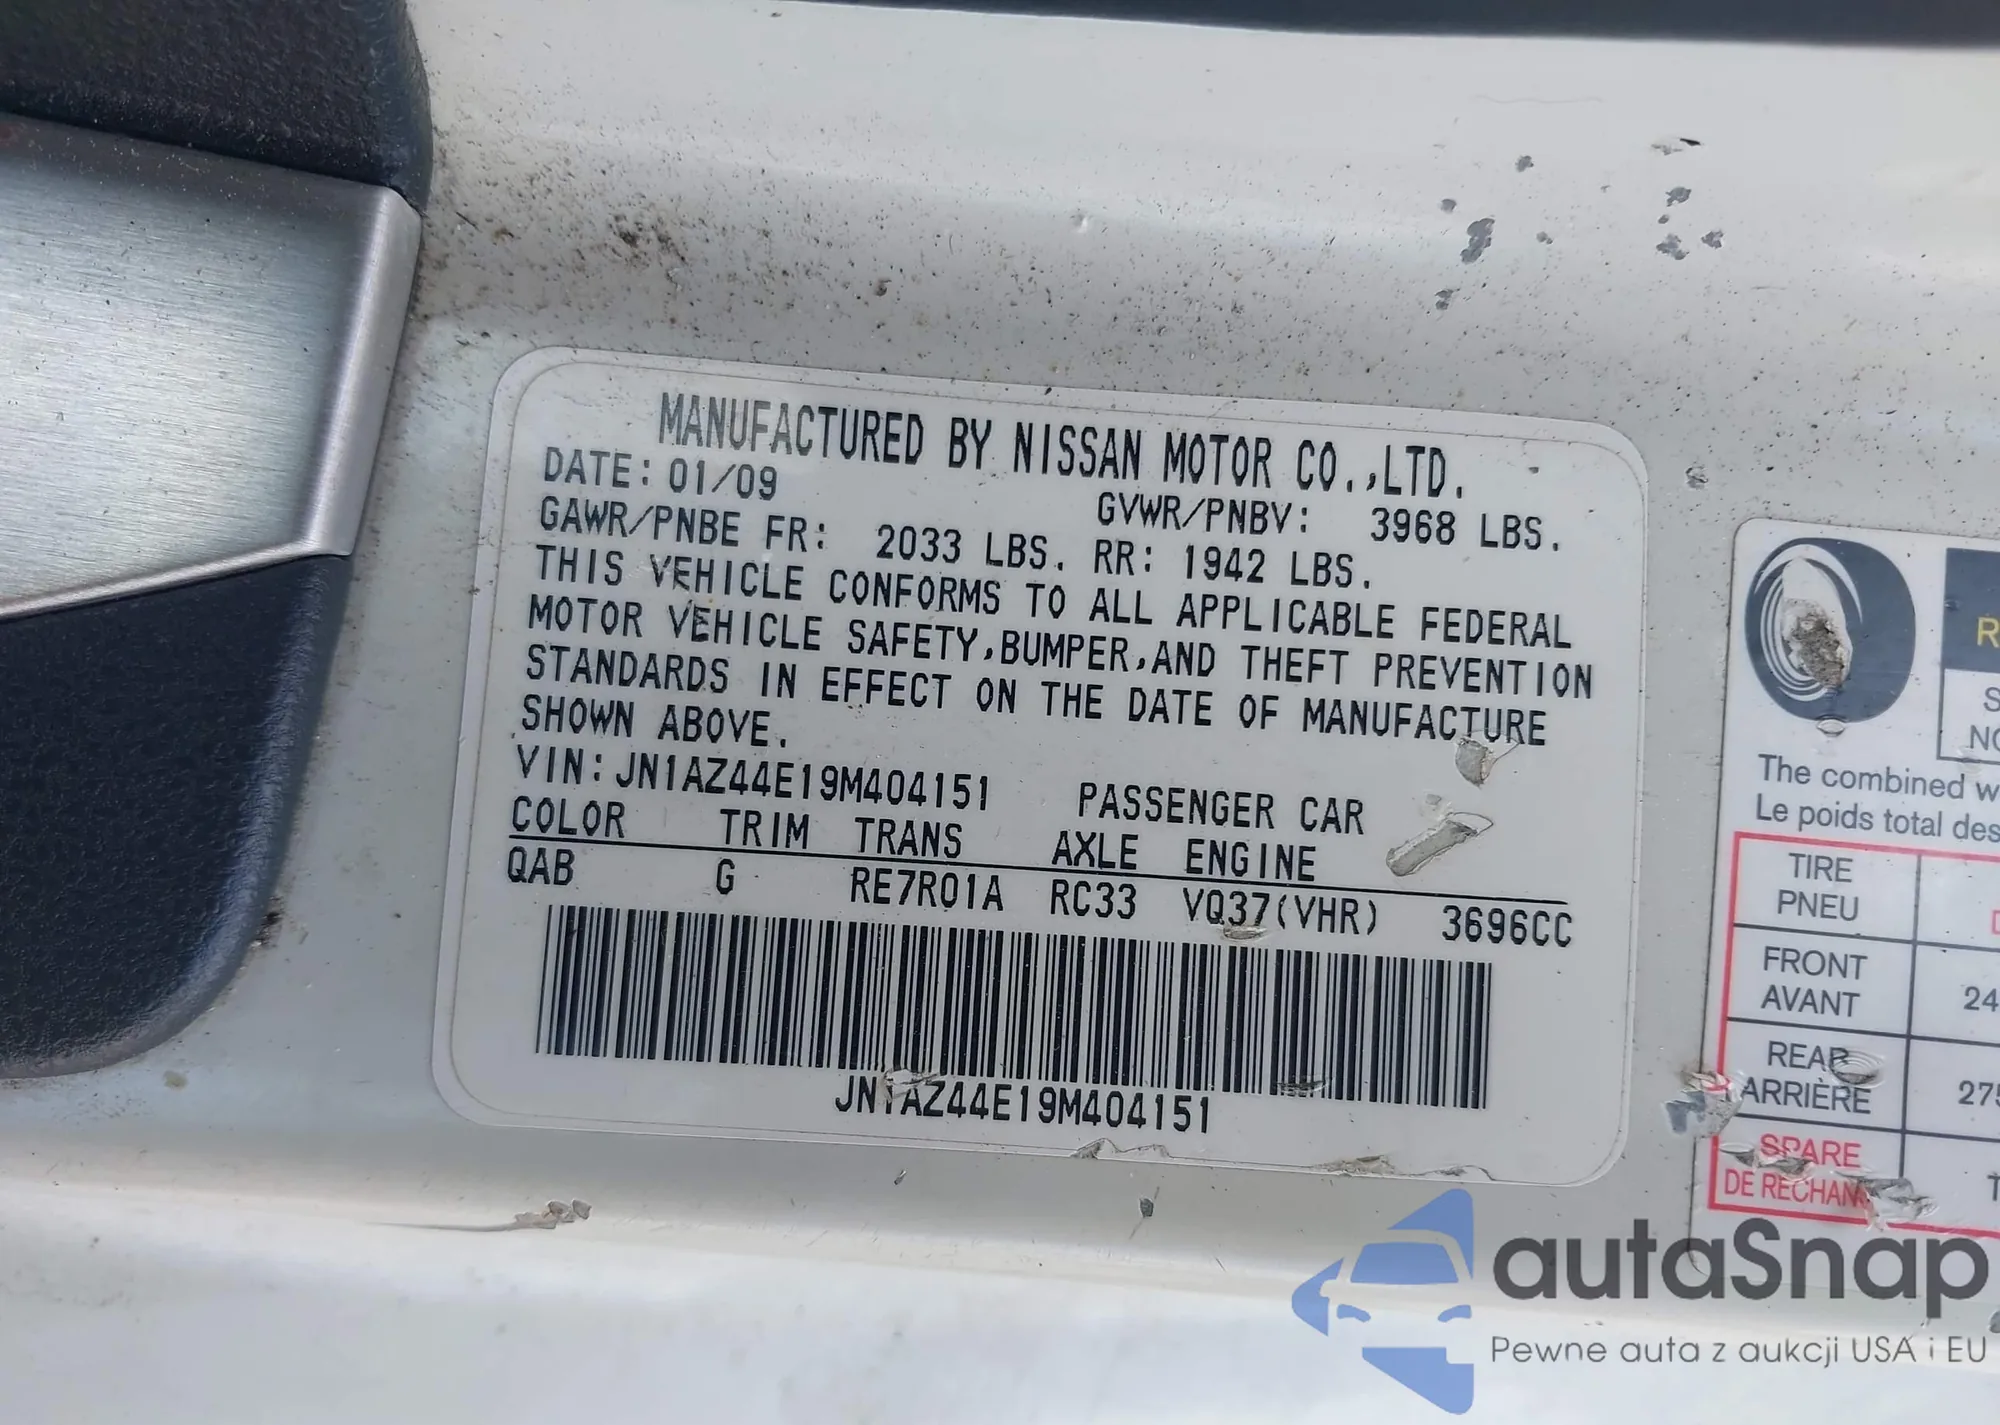 MANUFACTURED BY NISSAN MOTOR CO.,LTD.
DATE: 01/09
GVWR/PNBV: 3968 LBS.
GAWR/PNBE FR: 2033 LBS. RR: 1942 LBS.
THIS VEHICLE CONFORMS TO ALL APPLICABLE FEDERAL
MOTOR VEHICLE SAFETY,BUMPER,AND THEFT PREVENTION
STANDARDS IN EFFECT ON THE DATE OF MANUFACTURE
SHOWN ABOVE.
VIN: JN1AZ44E19M404151 PASSENGER CAR
COLOR TRIM TRANS AXLE ENGINE
QAB G RE7R01A RC33 VQ37(VHR) 3696CC
JN1AZ44E19M404151
The combined
Le poids total des
TIRE
PNEU
FRONT
AVANT
REAR
ARRIÈRE
SPARE
DE RECHAN
autaSnap
Pewne auta z aukcji USA i EU